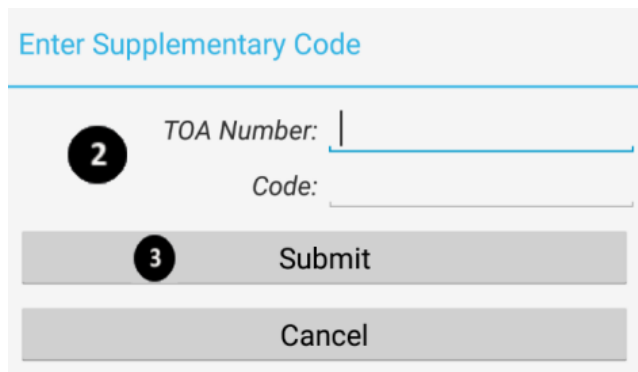 Enter Supplementary Code
2 TOA Number:
Code:
3 Submit
Cancel